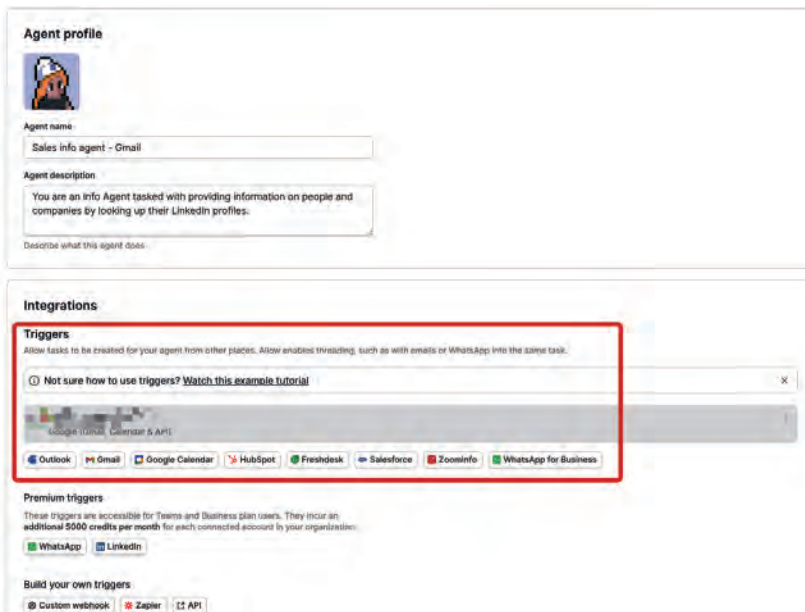 Agent profile
Agent name
Sales info agent - Gmail
Agent description
You are an Info Agent tasked with providing information on people and
companies by looking up their LinkedIn profiles.
Describe what this agent does
Integrations
Triggers
Allow tasks to be created for your agent from other places. Allow enables threading, such as with emails or WhatsApp into the same task.
Not sure how to use triggers? Watch this example tutorial
Google (Gmail, Calendar & API)
Outlook Gmail Google Calendar HubSpot Freshdesk Salesforce Zoominfo WhatsApp for Business
Premium triggers
These triggers are accessible for Teams and Business plan users. They incur an
additional 5000 credits per month for each connected account in your organization.
WhatsApp LinkedIn
Build your own triggers
Custom webhook Zapier API